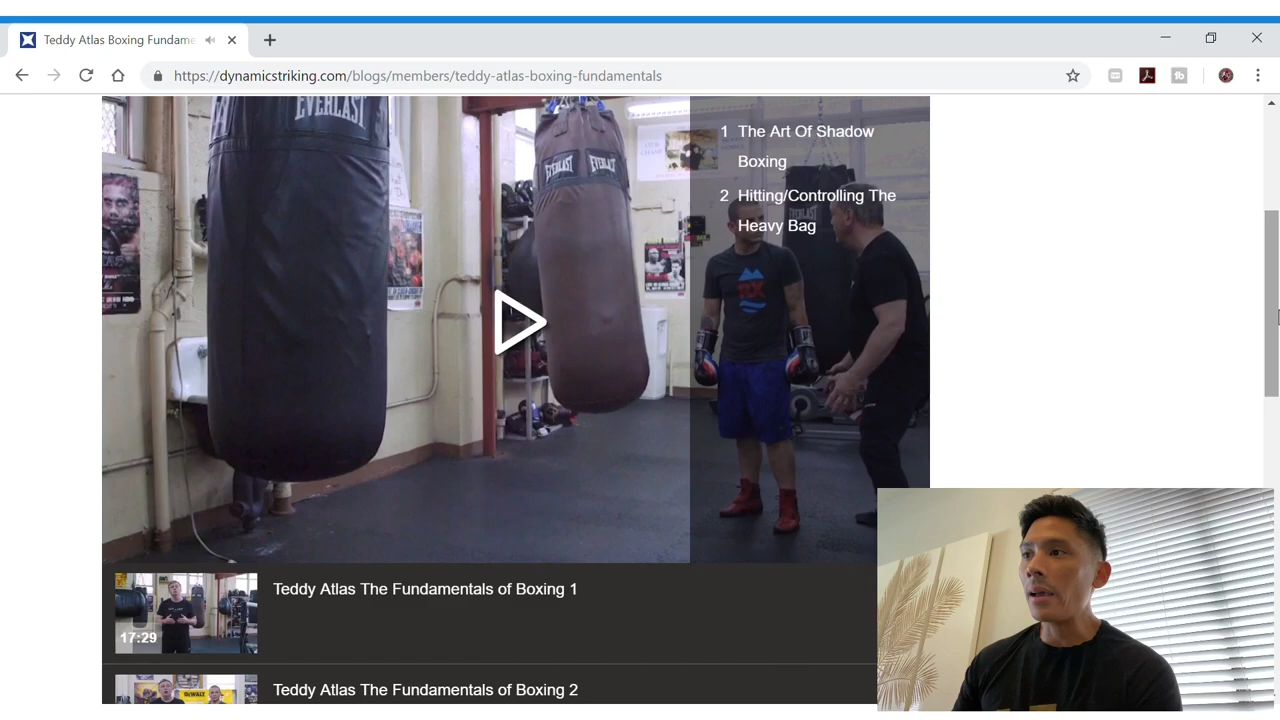 Teddy Atlas Boxing Fundame
https://dynamicstriking.com/blogs/members/teddy-atlas-boxing-fundamentals
EVERLAST
EVERLAST EVERLAST
1 The Art Of Shadow
Boxing
2 Hitting/Controlling The
Heavy Bag
Teddy Atlas The Fundamentals of Boxing 1
17:29
DEWALT
Teddy Atlas The Fundamentals of Boxing 2